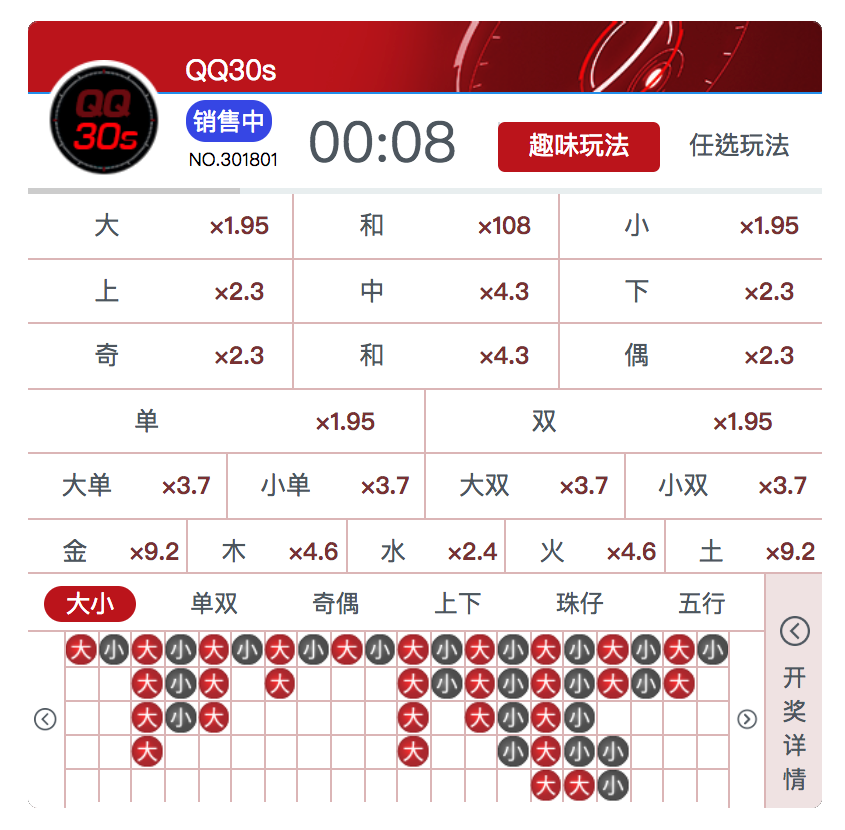 QQ30s
QQ
30s
销售中
NO.301801
00:08
趣味玩法 任选玩法
大 ×1.95 和 ×108 小 ×1.95
上 ×2.3 中 ×4.3 下 ×2.3
奇 ×2.3 和 ×4.3 偶 ×2.3
单 ×1.95 双 ×1.95
大单 ×3.7 小单 ×3.7 大双 ×3.7 小双 ×3.7
金 ×9.2 木 ×4.6 水 ×2.4 火 ×4.6 土 ×9.2
大小 单双 奇偶 上下 珠仔 五行
大 小 大 小 大 小 大 小 大 小 大 小 大 小 大 小 大 小 大 小
大 小 大 大 大 小 大 小 大 小 大 小 大
大 小 大 大 大 小 大 小
大 大 小 大 小 小
大 大 小
开奖详情